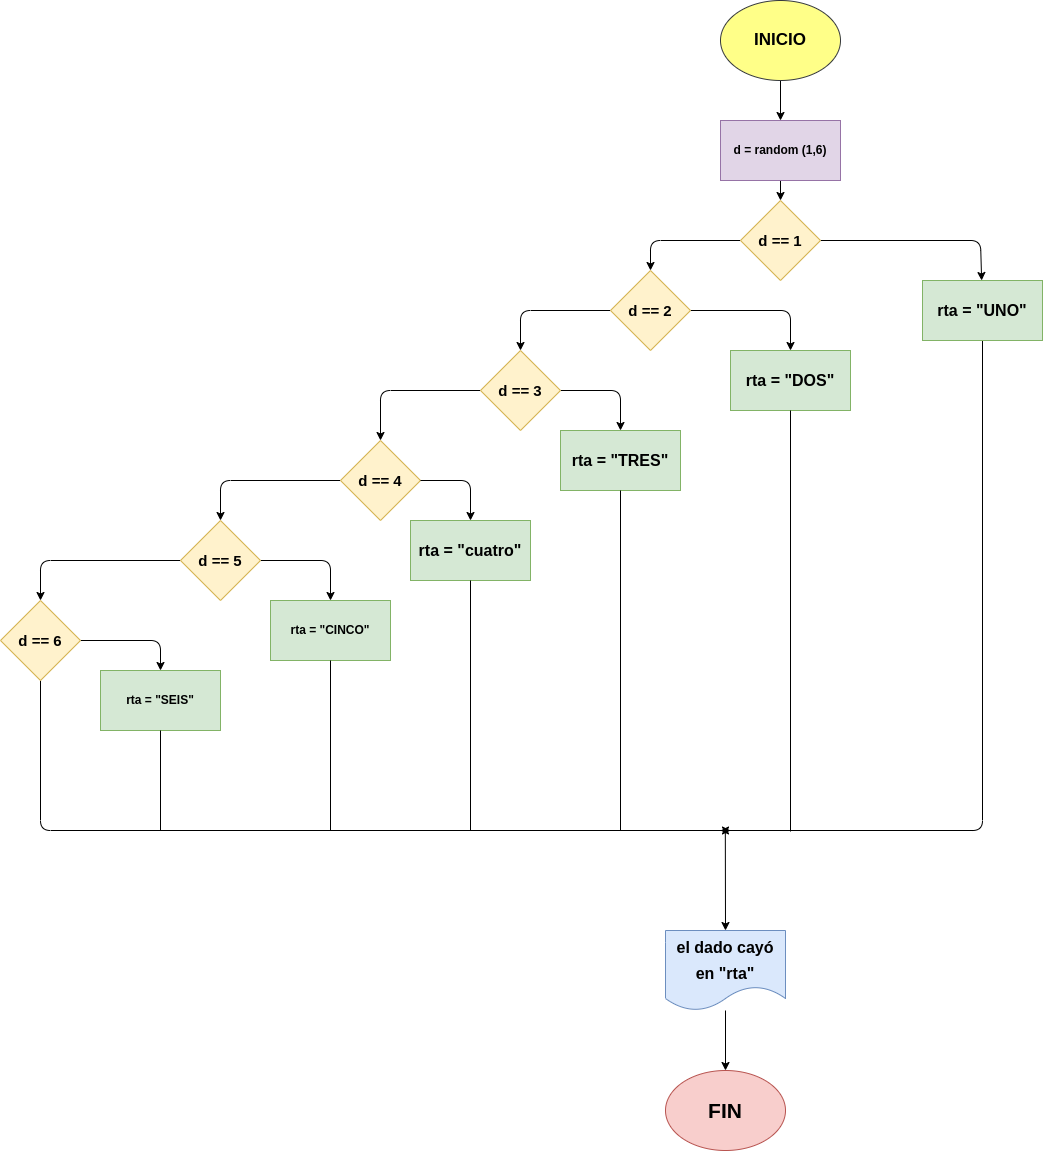 INICIO
d = random (1,6)
d == 1
d == 2
rta = "UNO"
d == 3
rta = "DOS"
d == 4
rta = "TRES"
d == 5
rta = "cuatro"
d == 6
rta = "CINCO"
rta = "SEIS"
el dado cayó
en "rta"
FIN